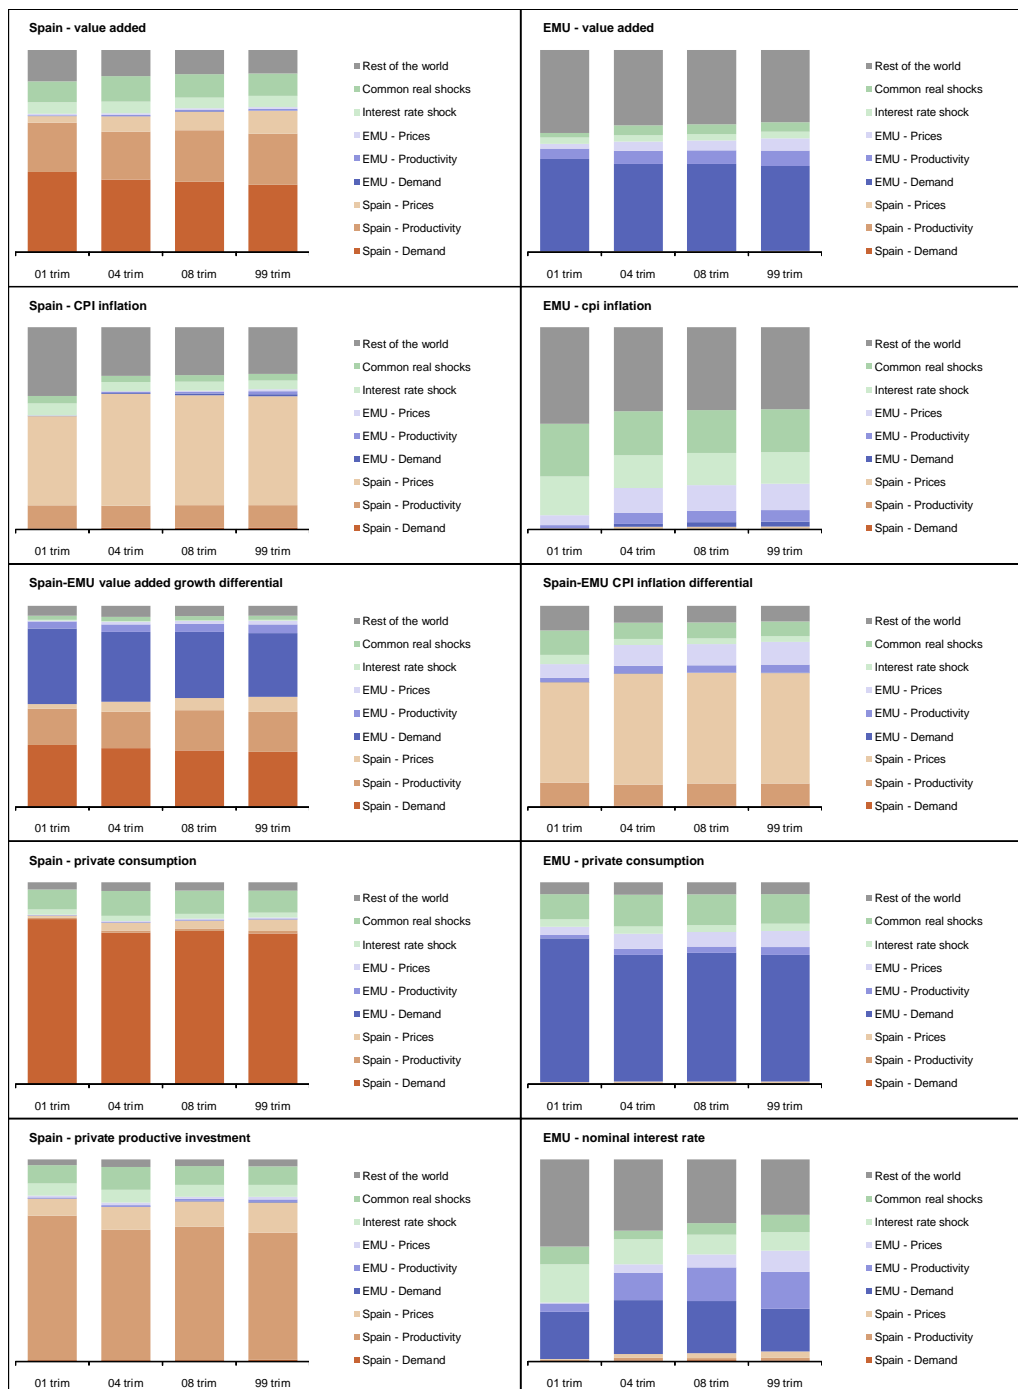 Spain - value added
Rest of the world
Common real shocks
Interest rate shock
EMU - Prices
EMU - Productivity
EMU - Demand
Spain - Prices
Spain - Productivity
Spain - Demand
01 trim 04 trim 08 trim 99 trim
EMU - value added
Rest of the world
Common real shocks
Interest rate shock
EMU - Prices
EMU - Productivity
EMU - Demand
Spain - Prices
Spain - Productivity
Spain - Demand
01 trim 04 trim 08 trim 99 trim
Spain - CPI inflation
Rest of the world
Common real shocks
Interest rate shock
EMU - Prices
EMU - Productivity
EMU - Demand
Spain - Prices
Spain - Productivity
Spain - Demand
01 trim 04 trim 08 trim 99 trim
EMU - cpi inflation
Rest of the world
Common real shocks
Interest rate shock
EMU - Prices
EMU - Productivity
EMU - Demand
Spain - Prices
Spain - Productivity
Spain - Demand
01 trim 04 trim 08 trim 99 trim
Spain-EMU value added growth differential
Rest of the world
Common real shocks
Interest rate shock
EMU - Prices
EMU - Productivity
EMU - Demand
Spain - Prices
Spain - Productivity
Spain - Demand
01 trim 04 trim 08 trim 99 trim
Spain-EMU CPI inflation differential
Rest of the world
Common real shocks
Interest rate shock
EMU - Prices
EMU - Productivity
EMU - Demand
Spain - Prices
Spain - Productivity
Spain - Demand
01 trim 04 trim 08 trim 99 trim
Spain - private consumption
Rest of the world
Common real shocks
Interest rate shock
EMU - Prices
EMU - Productivity
EMU - Demand
Spain - Prices
Spain - Productivity
Spain - Demand
01 trim 04 trim 08 trim 99 trim
EMU - private consumption
Rest of the world
Common real shocks
Interest rate shock
EMU - Prices
EMU - Productivity
EMU - Demand
Spain - Prices
Spain - Productivity
Spain - Demand
01 trim 04 trim 08 trim 99 trim
Spain - private productive investment
Rest of the world
Common real shocks
Interest rate shock
EMU - Prices
EMU - Productivity
EMU - Demand
Spain - Prices
Spain - Productivity
Spain - Demand
01 trim 04 trim 08 trim 99 trim
EMU - nominal interest rate
Rest of the world
Common real shocks
Interest rate shock
EMU - Prices
EMU - Productivity
EMU - Demand
Spain - Prices
Spain - Productivity
Spain - Demand
01 trim 04 trim 08 trim 99 trim